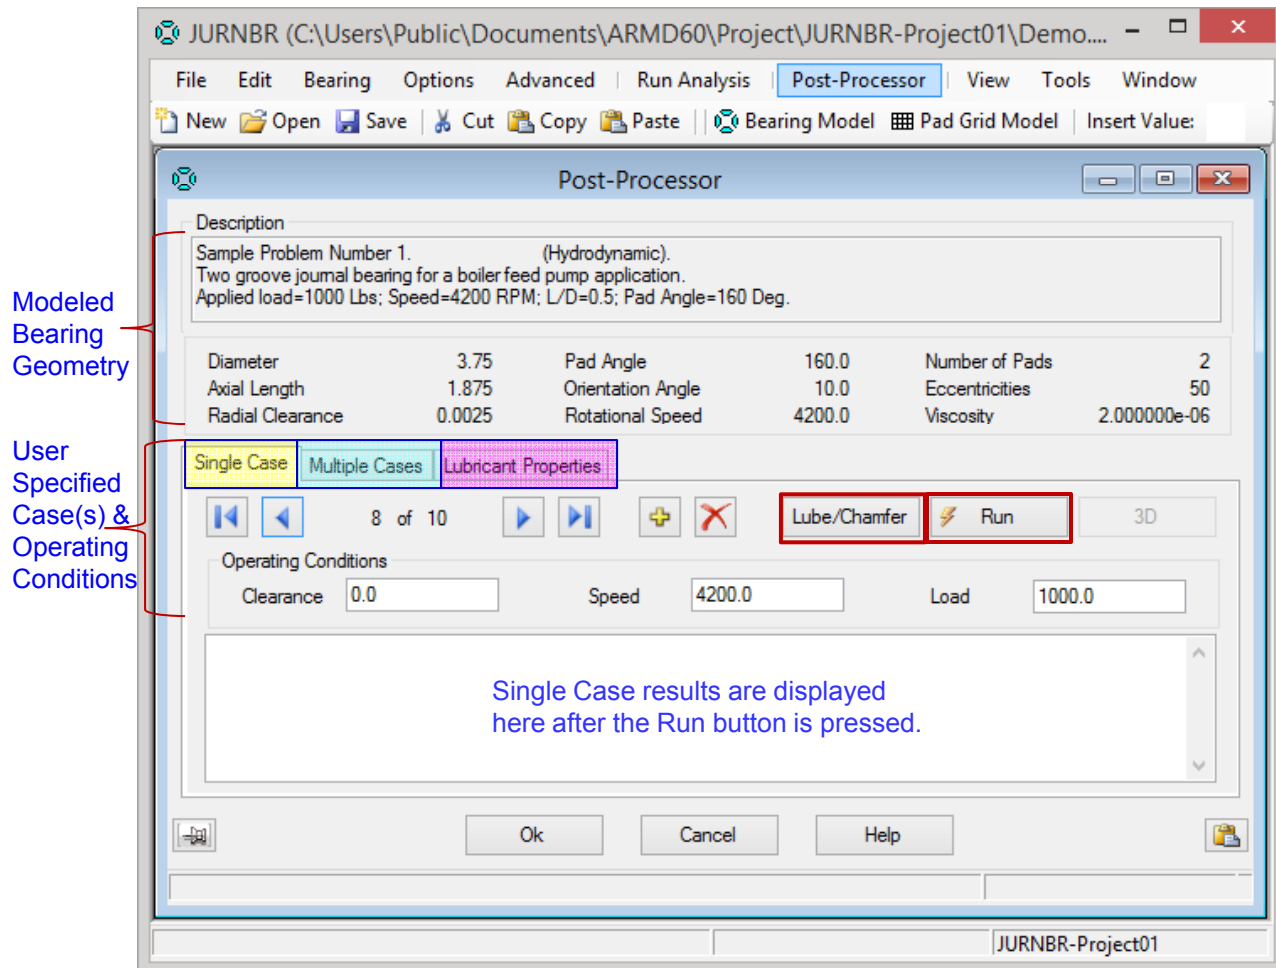 JURNBR (C:\Users\Public\Documents\ARMD60\Project\JURNBR-Project01\Demo....
File Edit Bearing Options Advanced Run Analysis Post-Processor View Tools Window
New Open Save Cut Copy Paste Bearing Model Pad Grid Model Insert Value:
Post-Processor
Description
Sample Problem Number 1. (Hydrodynamic).
Two groove journal bearing for a boiler feed pump application.
Applied load=1000 Lbs; Speed=4200 RPM; L/D=0.5; Pad Angle=160 Deg.
Modeled
Bearing
Geometry
Diameter 3.75 Pad Angle 160.0 Number of Pads 2
Axial Length 1.875 Orientation Angle 10.0 Eccentricities 50
Radial Clearance 0.0025 Rotational Speed 4200.0 Viscosity 2.000000e-06
User
Specified
Case(s) &
Operating
Conditions
Single Case Multiple Cases Lubricant Properties
8 of 10 Lube/Chamfer Run 3D
Operating Conditions
Clearance 0.0 Speed 4200.0 Load 1000.0
Single Case results are displayed
here after the Run button is pressed.
Ok Cancel Help
JURNBR-Project01